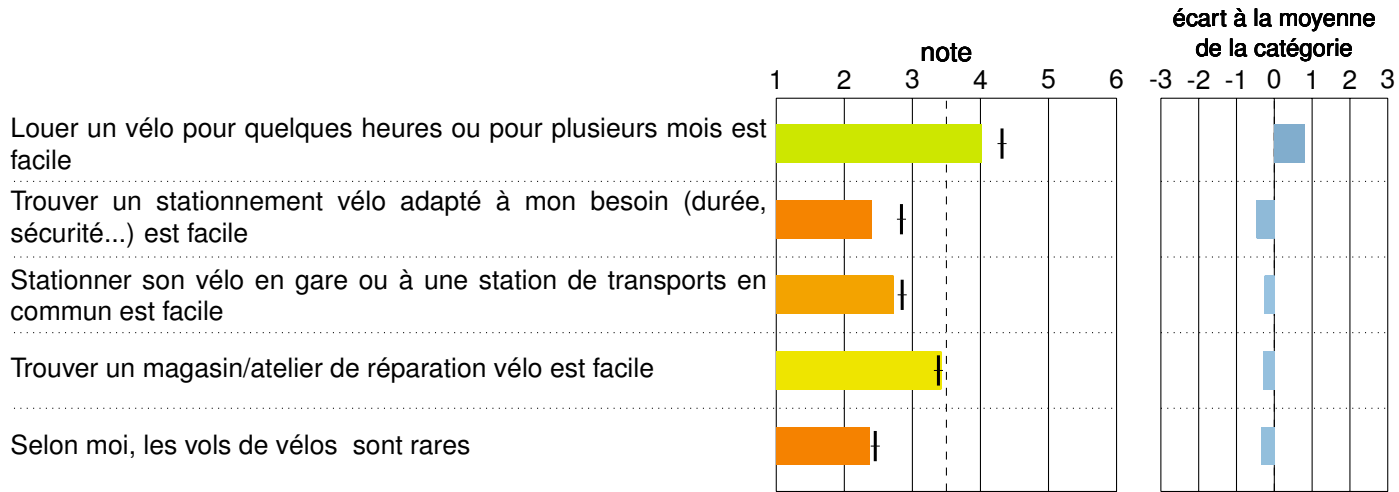 écart à la moyenne
note de la catégorie
1 2 3 4 5 6 -3 -2 -1 0 1 2 3
Louer un vélo pour quelques heures ou pour plusieurs mois est
facile
Trouver un stationnement vélo adapté à mon besoin (durée,
sécurité...) est facile
Stationner son vélo en gare ou à une station de transports en
commun est facile
Trouver un magasin/atelier de réparation vélo est facile
Selon moi, les vols de vélos sont rares